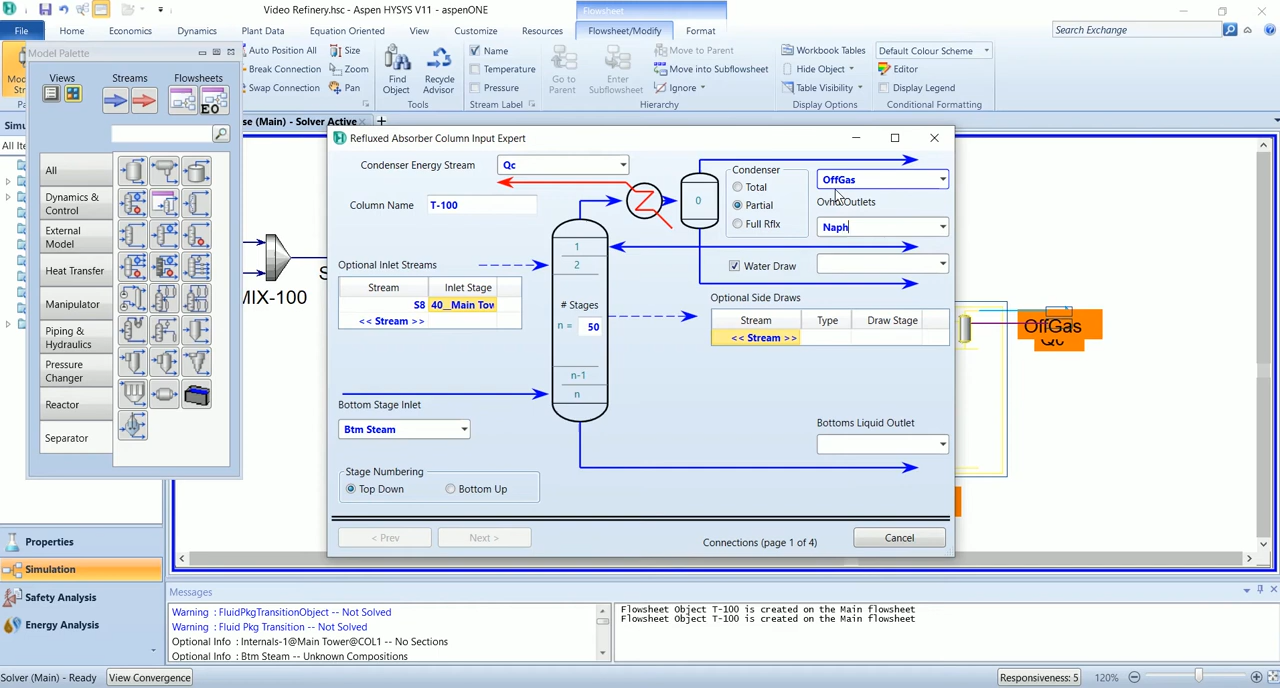 Video Refinery.hsc - Aspen HYSYS V11 - aspenONE
Flowsheet
File
Home
Economics
Dynamics
Plant Data
Equation Oriented
View
Customize
Resources
Flowsheet/Modify
Format
Search Exchange
Model Palette
Auto Position All
Size
Break Connection
Zoom
Swap Connection
Pan
Find Object
Recycle Advisor
Tools
Name
Temperature
Pressure
Stream Label
Go to Parent
Enter Subflowsheet
Move to Parent
Move into Subflowsheet
Ignore
Hierarchy
Workbook Tables
Hide Object
Table Visibility
Display Options
Default Colour Scheme
Editor
Display Legend
Conditional Formatting
Views
Streams
Flowsheets
EO
All
Dynamics & Control
External Model
Heat Transfer
Manipulator
Piping & Hydraulics
Pressure Changer
Reactor
Separator
se (Main) - Solver Active
MIX-100
Refluxed Absorber Column Input Expert
Condenser Energy Stream
Qc
Column Name
T-100
Optional Inlet Streams
Stream
Inlet Stage
S8
40__Main Tow
<< Stream >>
Bottom Stage Inlet
Btm Steam
Stage Numbering
Top Down
Bottom Up
1
2
# Stages
n =
50
n-1
n
0
Condenser
Total
Partial
Full Rflx
OffGas
Ovhd Outlets
Naph
Water Draw
Optional Side Draws
Stream
Type
Draw Stage
<< Stream >>
Bottoms Liquid Outlet
< Prev
Next >
Connections (page 1 of 4)
Cancel
OffGas
Qc
Properties
Simulation
Safety Analysis
Energy Analysis
Messages
Warning : FluidPkgTransitionObject -- Not Solved
Warning : Fluid Pkg Transition -- Not Solved
Optional Info : Internals-1@Main Tower@COL1 -- No Sections
Optional Info : Btm Steam -- Unknown Compositions
Flowsheet Object T-100 is created on the Main flowsheet
Flowsheet Object T-100 is created on the Main flowsheet
Solver (Main) - Ready
View Convergence
Responsiveness: 5
120%